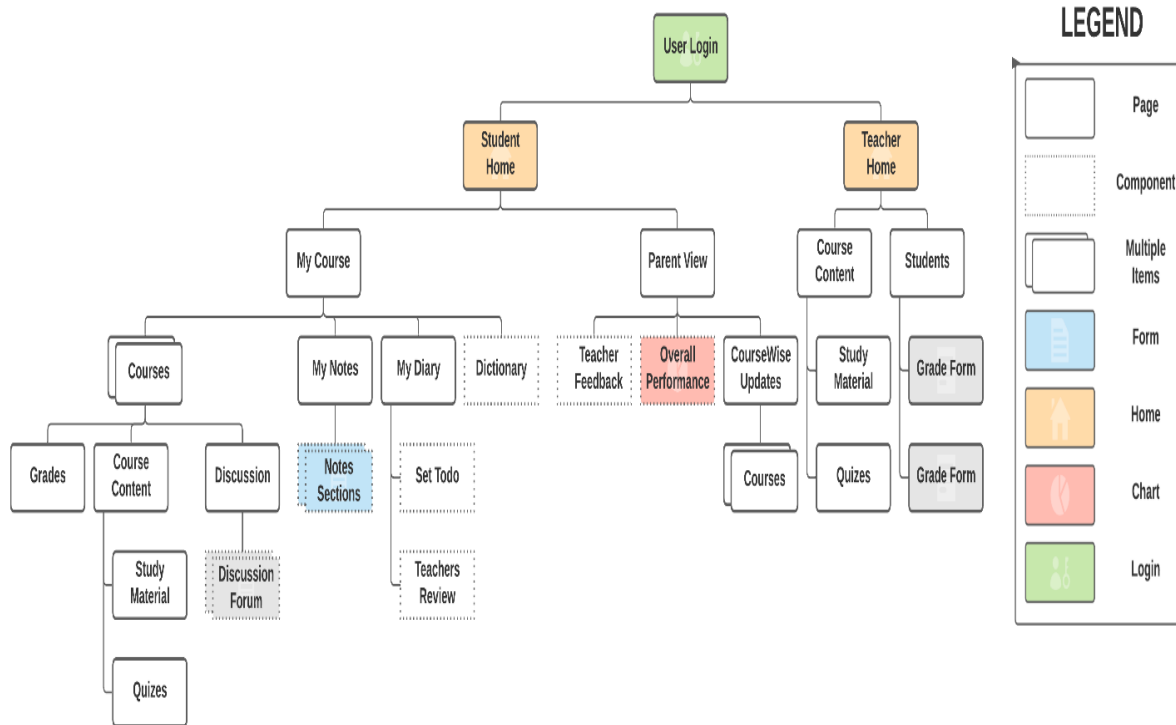 LEGEND
User Login
Student
Home
Teacher
Home
My Course
Parent View
Course
Content
Students
Courses
My Notes
My Diary
Dictionary
Teacher
Feedback
Overall
Performance
CourseWise
Updates
Study
Material
Grade Form
Grades
Course
Content
Discussion
Notes
Sections
Set Todo
Courses
Quizes
Grade Form
Study
Material
Discussion
Forum
Teachers
Review
Quizes
Page
Component
Multiple
Items
Form
Home
Chart
Login